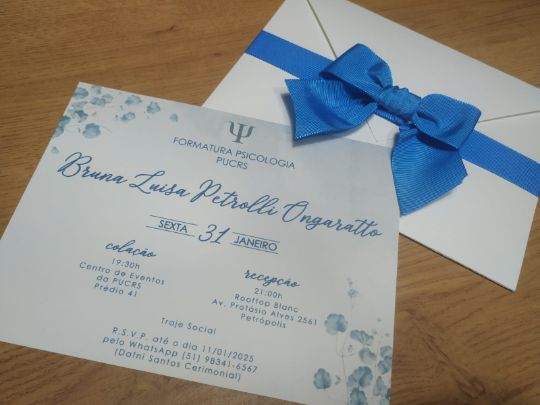 Ψ
FORMATURA PSICOLOGIA
PUCRS
Bruna Luisa Petrolli Ongaratto
SEXTA 31 JANEIRO
colação
19:30h
Centro de Eventos
da PUCRS
Prédio 41
recepção
21:00h
Rooftop Blanc
Av. Protásio Alves 2561
Petrópolis
Traje Social
R.S.V.P. até o dia 11/01/2025
pelo WhatsApp (51) 98341-6567
(Dalni Santos Cerimonial)